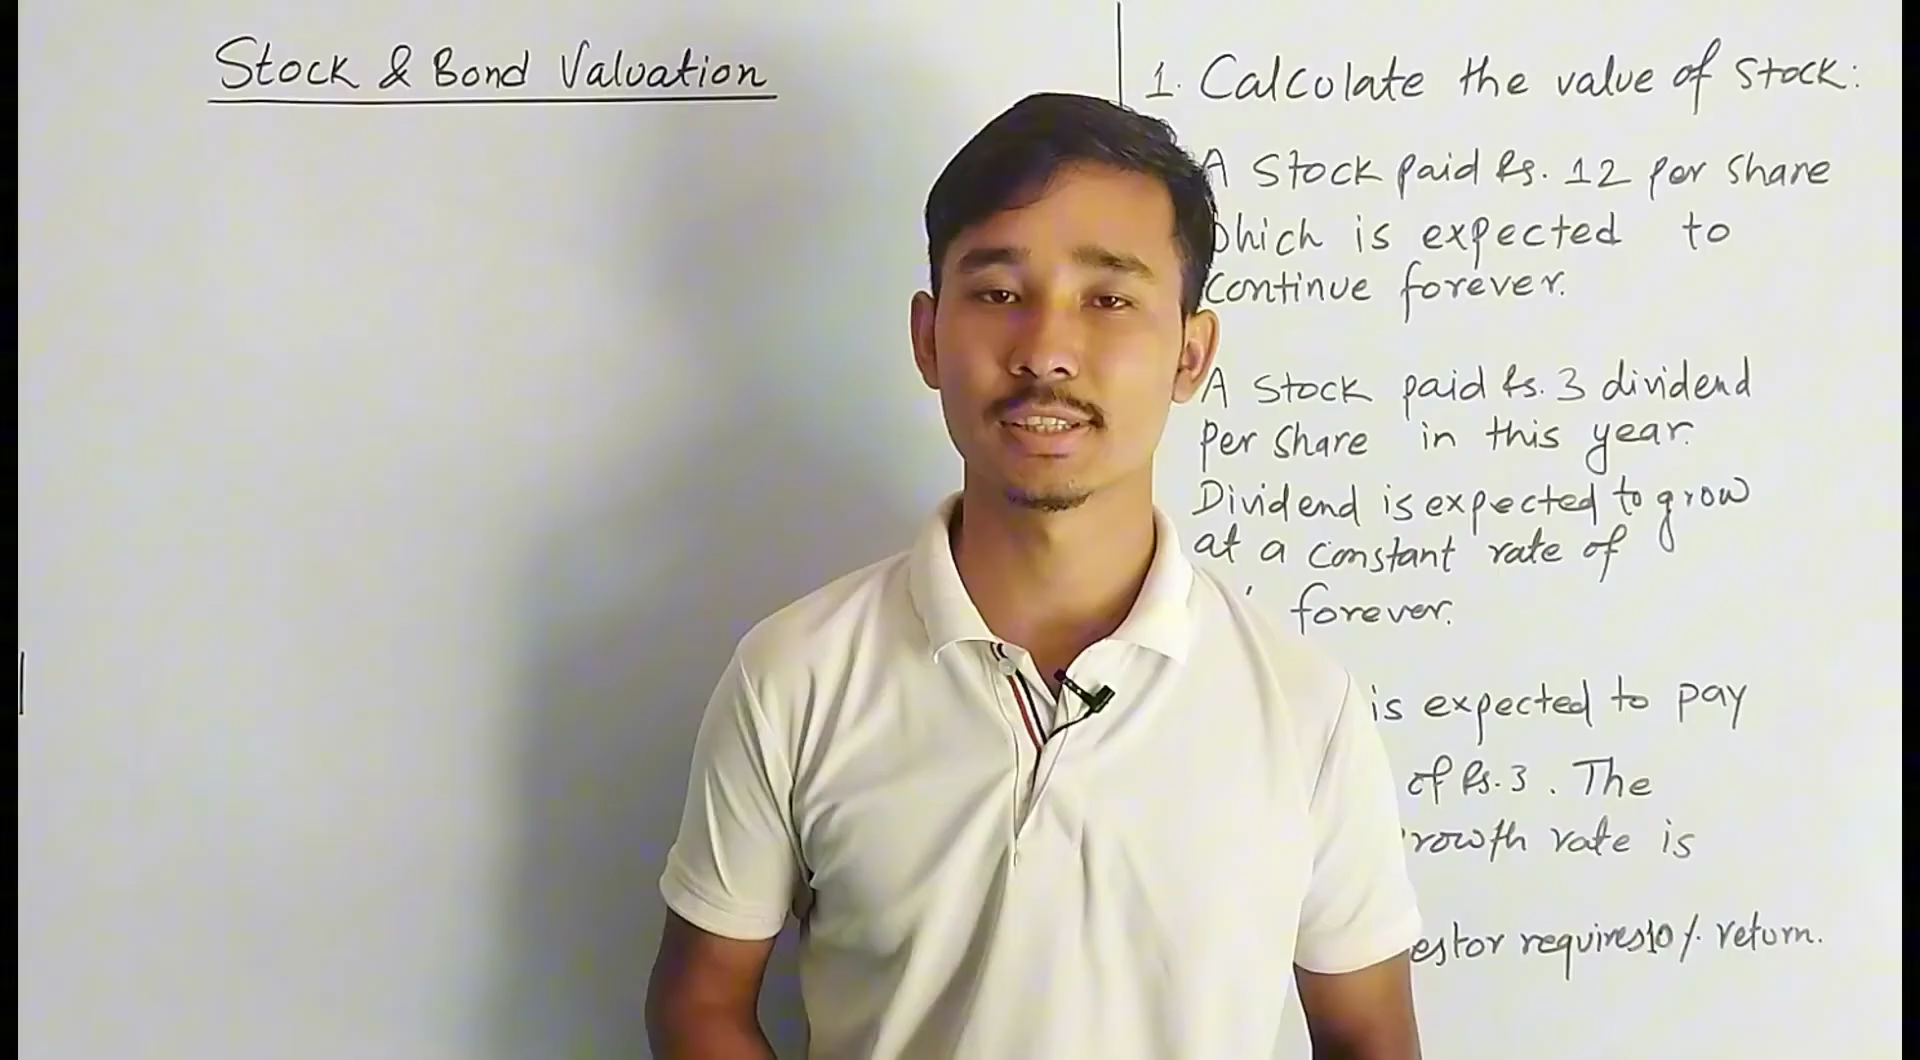 Stock & Bond Valuation
1. Calculate the value of stock:
A Stock paid Rs. 12 per share
which is expected to
continue forever.
A stock paid Rs. 3 dividend
Per share in this year.
Dividend is expected to grow
at a constant rate of
forever.
is expected to pay
of Rs. 3. The
rate is
requires 10% return.